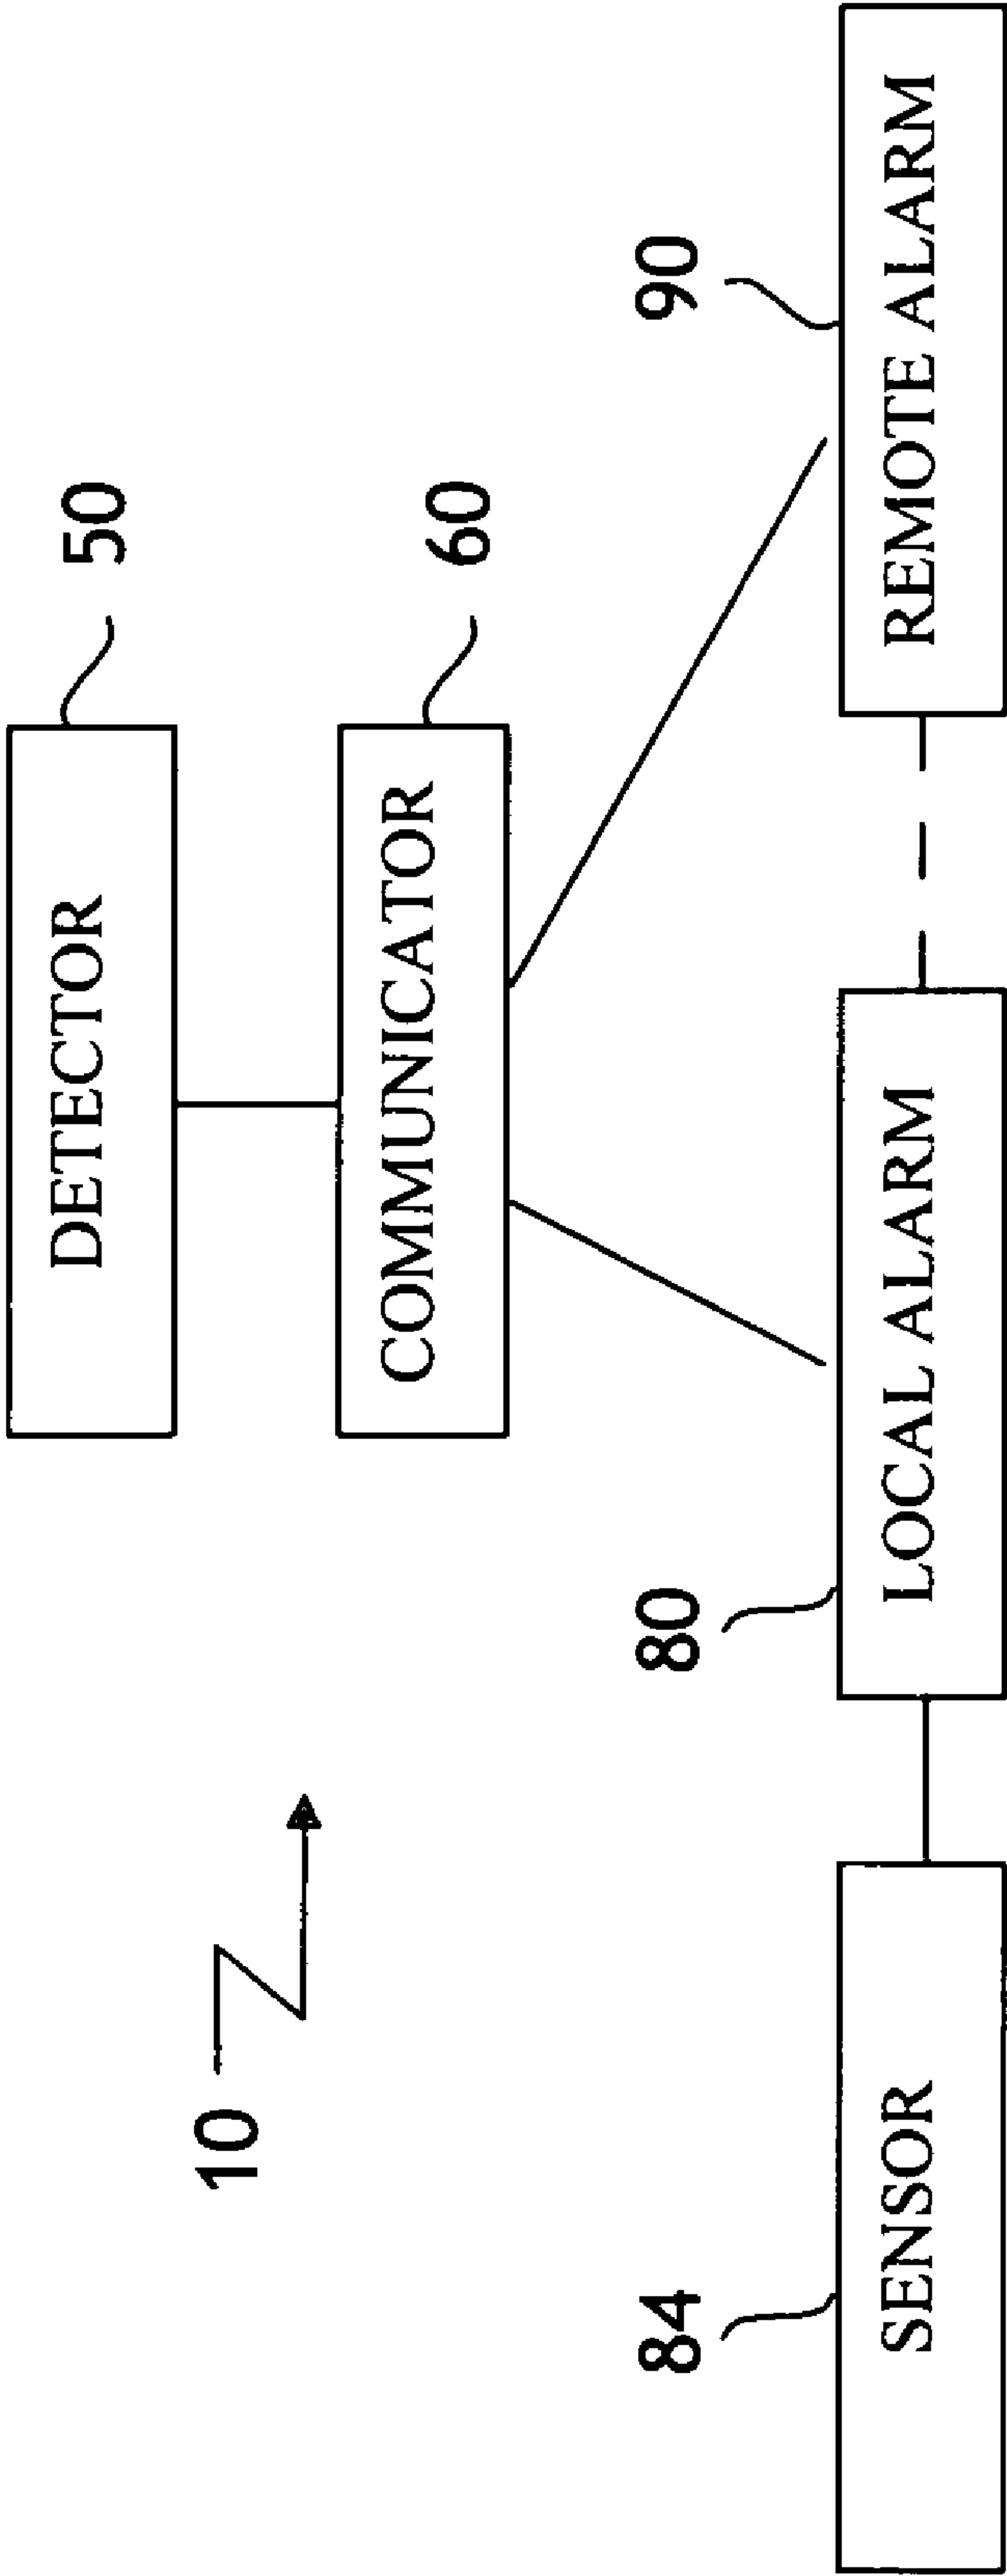 DETECTOR
50
10
COMMUNICATOR
60
84
80
90
SENSOR
LOCAL ALARM
REMOTE ALARM